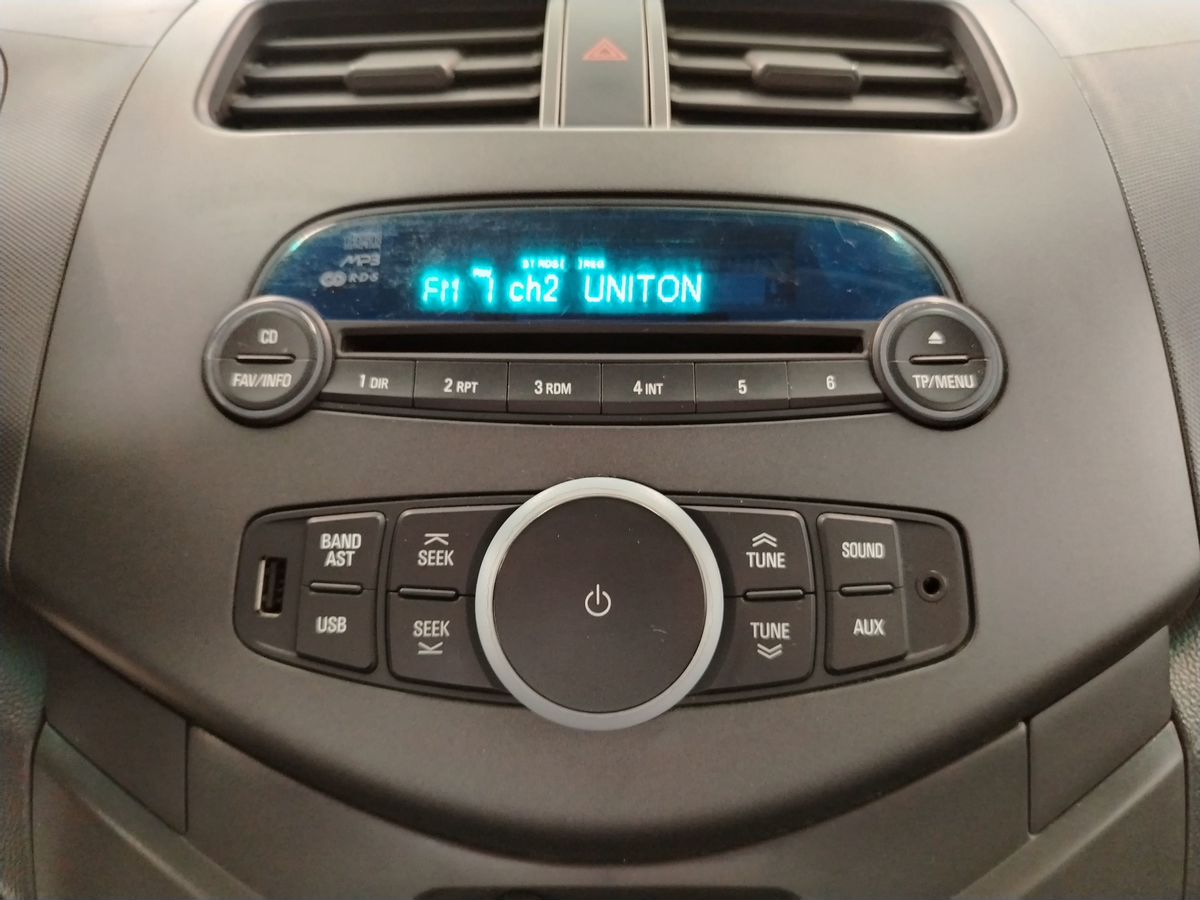 MP3
RDS
FM 1 ch2 UNITON
CD
FAV/INFO
1 DIR
2 RPT
3 RDM
4 INT
5
6
TP/MENU
BAND
AST
USB
SEEK
SEEK
TUNE
TUNE
SOUND
AUX